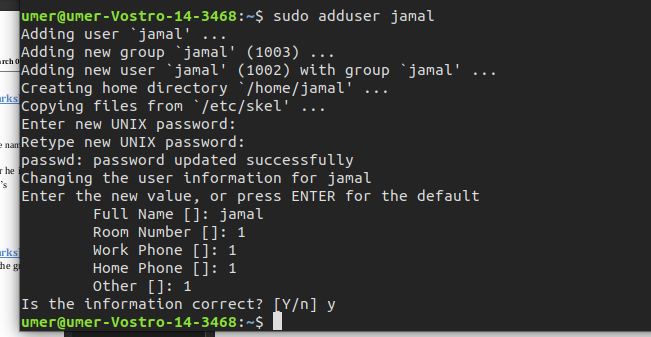 umer@umer-Vostro-14-3468:~$ sudo adduser jamal
Adding user `jamal' ...
Adding new group `jamal' (1003) ...
Adding new user `jamal' (1002) with group `jamal' ...
Creating home directory `/home/jamal' ...
Copying files from `/etc/skel' ...
Enter new UNIX password:
Retype new UNIX password:
passwd: password updated successfully
Changing the user information for jamal
Enter the new value, or press ENTER for the default
Full Name []: jamal
Room Number []: 1
Work Phone []: 1
Home Phone []: 1
Other []: 1
Is the information correct? [Y/n] y
umer@umer-Vostro-14-3468:~$